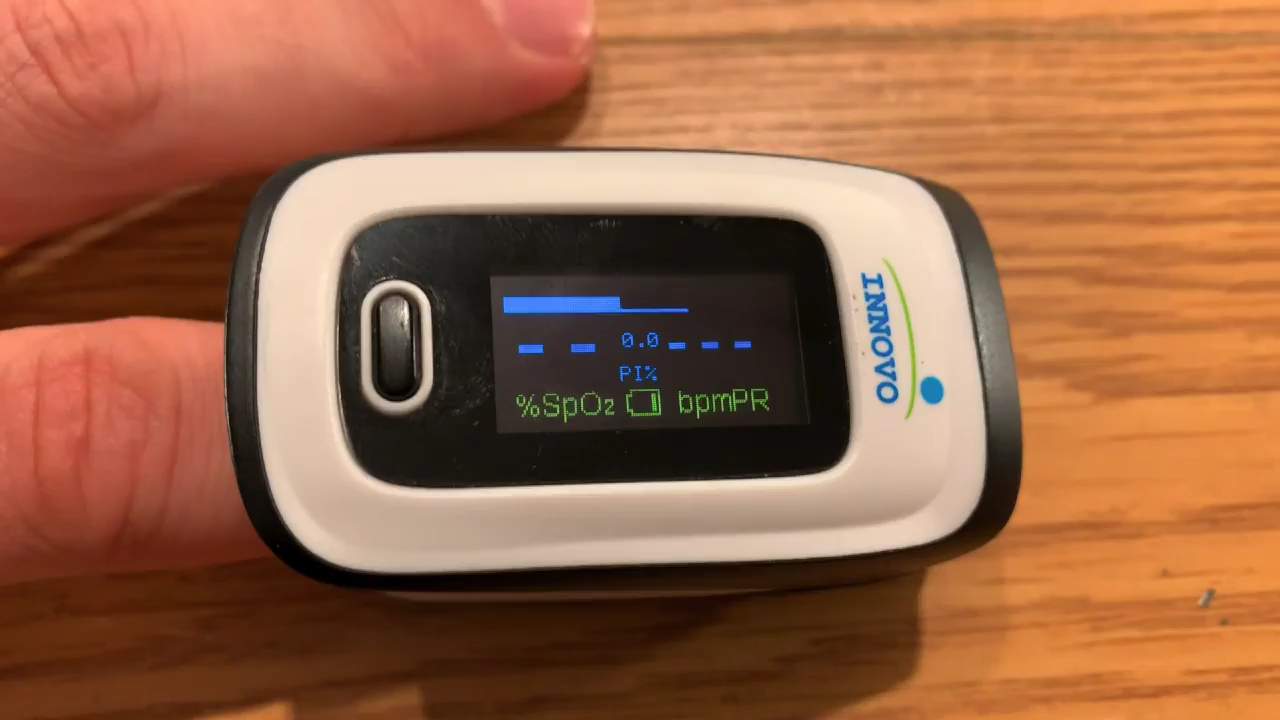 -- 0.0 ---
PI%
%SpO₂ bpmPR
INNOVO